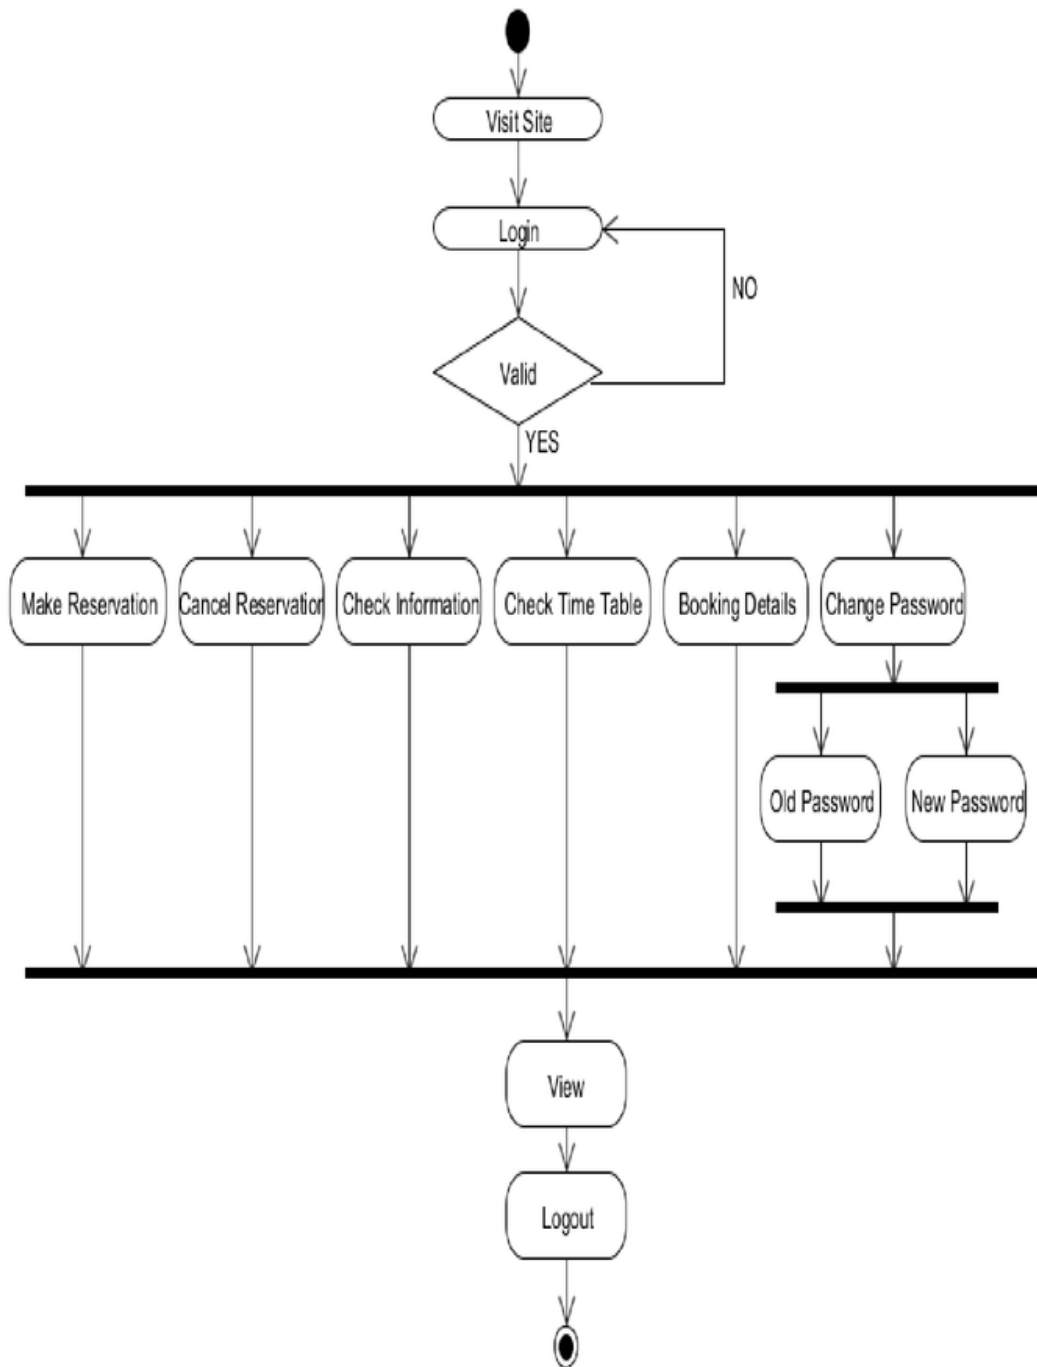 Visit Site
Login
NO
Valid
YES
Make Reservation
Cancel Reservation
Check Information
Check Time Table
Booking Details
Change Password
Old Password
New Password
View
Logout